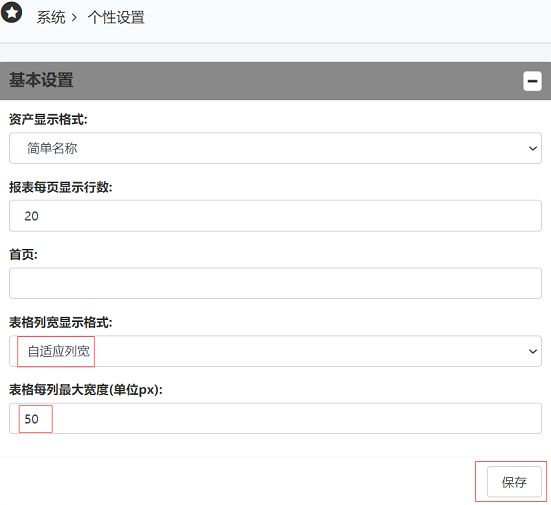 系统 > 个性设置
基本设置
资产显示格式:
简单名称
报表每页显示行数:
20
首页:
表格列宽显示格式:
自适应列宽
表格每列最大宽度(单位px):
50
保存